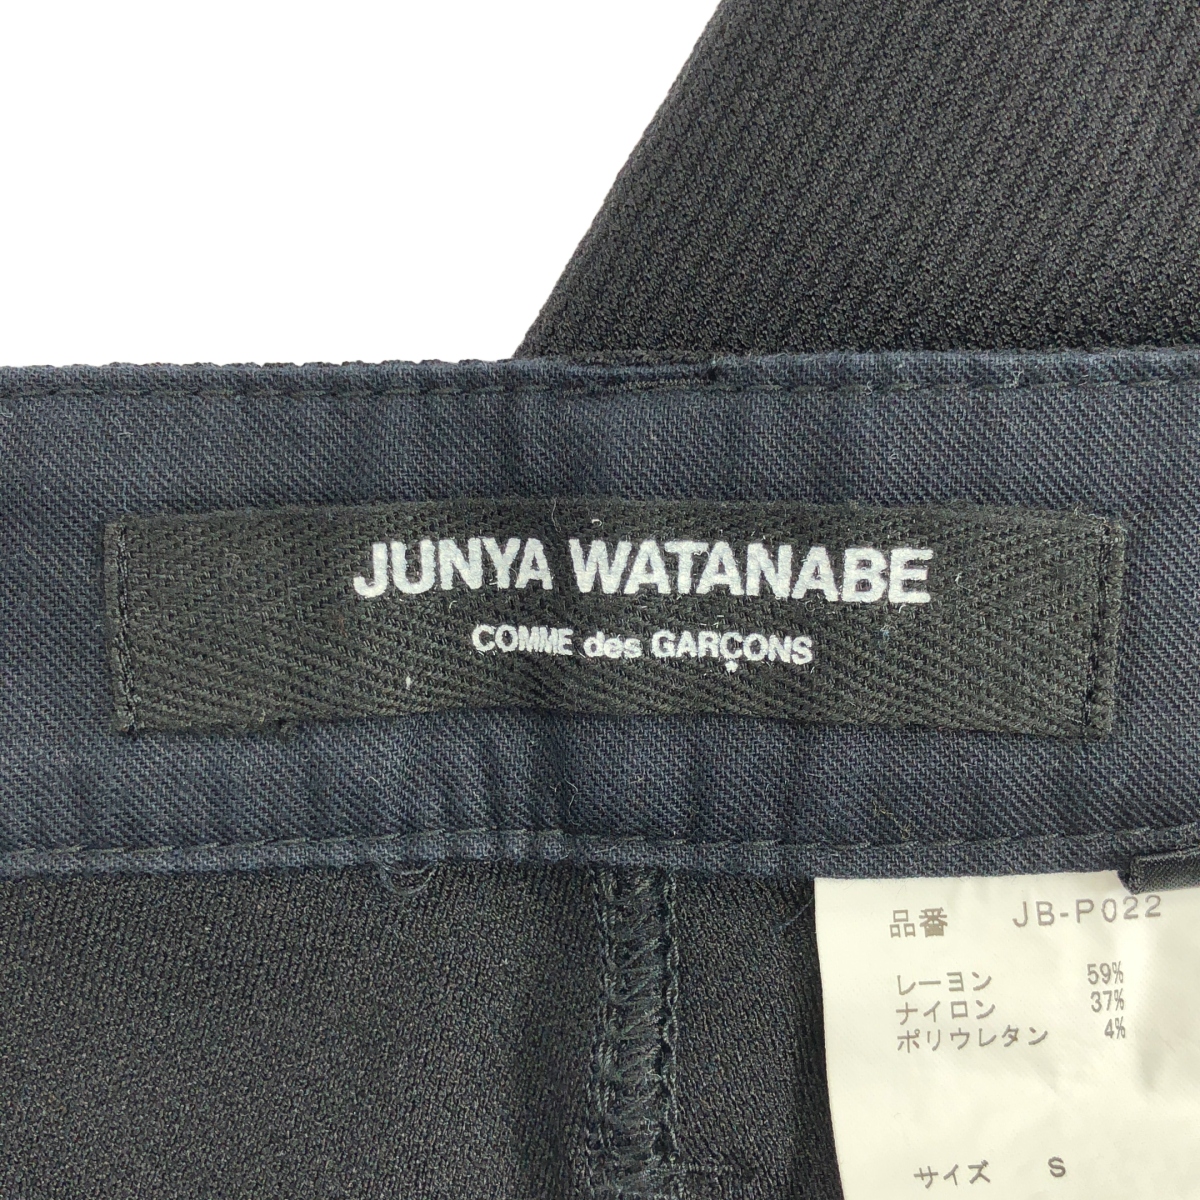 JUNYA WATANABE
COMME des GARÇONS
品番 JB-P022
レーヨン 59%
ナイロン 37%
ポリウレタン 4%
サイズ S